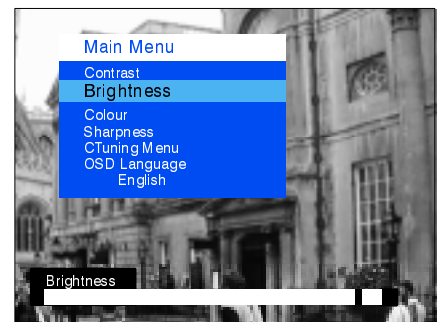 Main Menu
Contrast
Brightness
Colour
Sharpness
CTuning Menu
OSD Language
English
Brightness